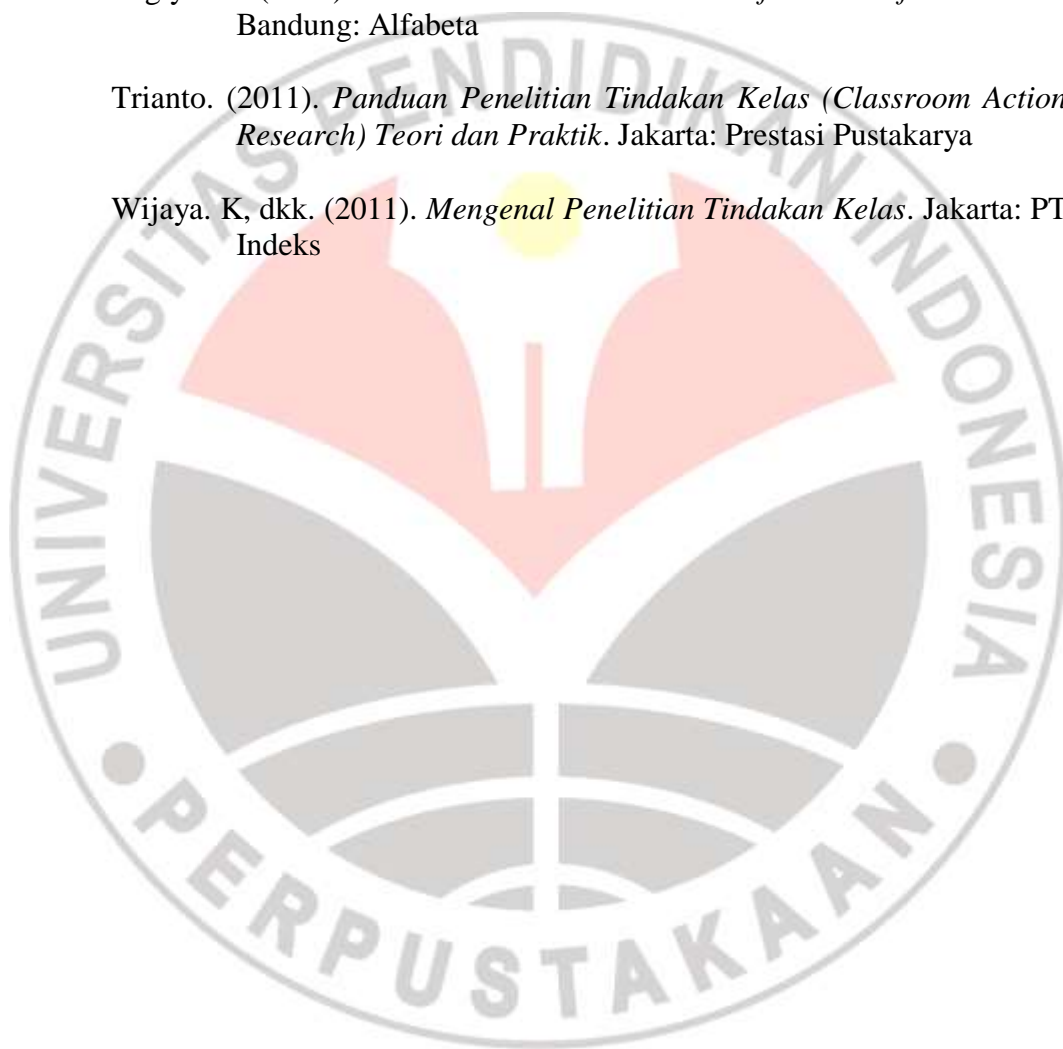 Bandung: Alfabeta
Trianto. (2011). Panduan Penelitian Tindakan Kelas (Classroom Action
Research) Teori dan Praktik. Jakarta: Prestasi Pustakarya
Wijaya. K, dkk. (2011). Mengenal Penelitian Tindakan Kelas. Jakarta: PT
Indeks
UNIVERSITAS PENDIDIKAN INDONESIA
PERPUSTAKAAN